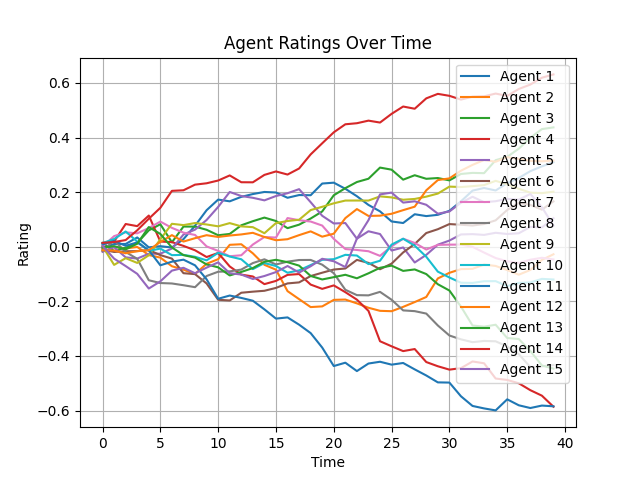 Agent Ratings Over Time
Rating
0.6
0.4
0.2
0.0
−0.2
−0.4
−0.6
0 5 10 15 20 25 30 35 40
Time
Agent 1
Agent 2
Agent 3
Agent 4
Agent 5
Agent 6
Agent 7
Agent 8
Agent 9
Agent 10
Agent 11
Agent 12
Agent 13
Agent 14
Agent 15